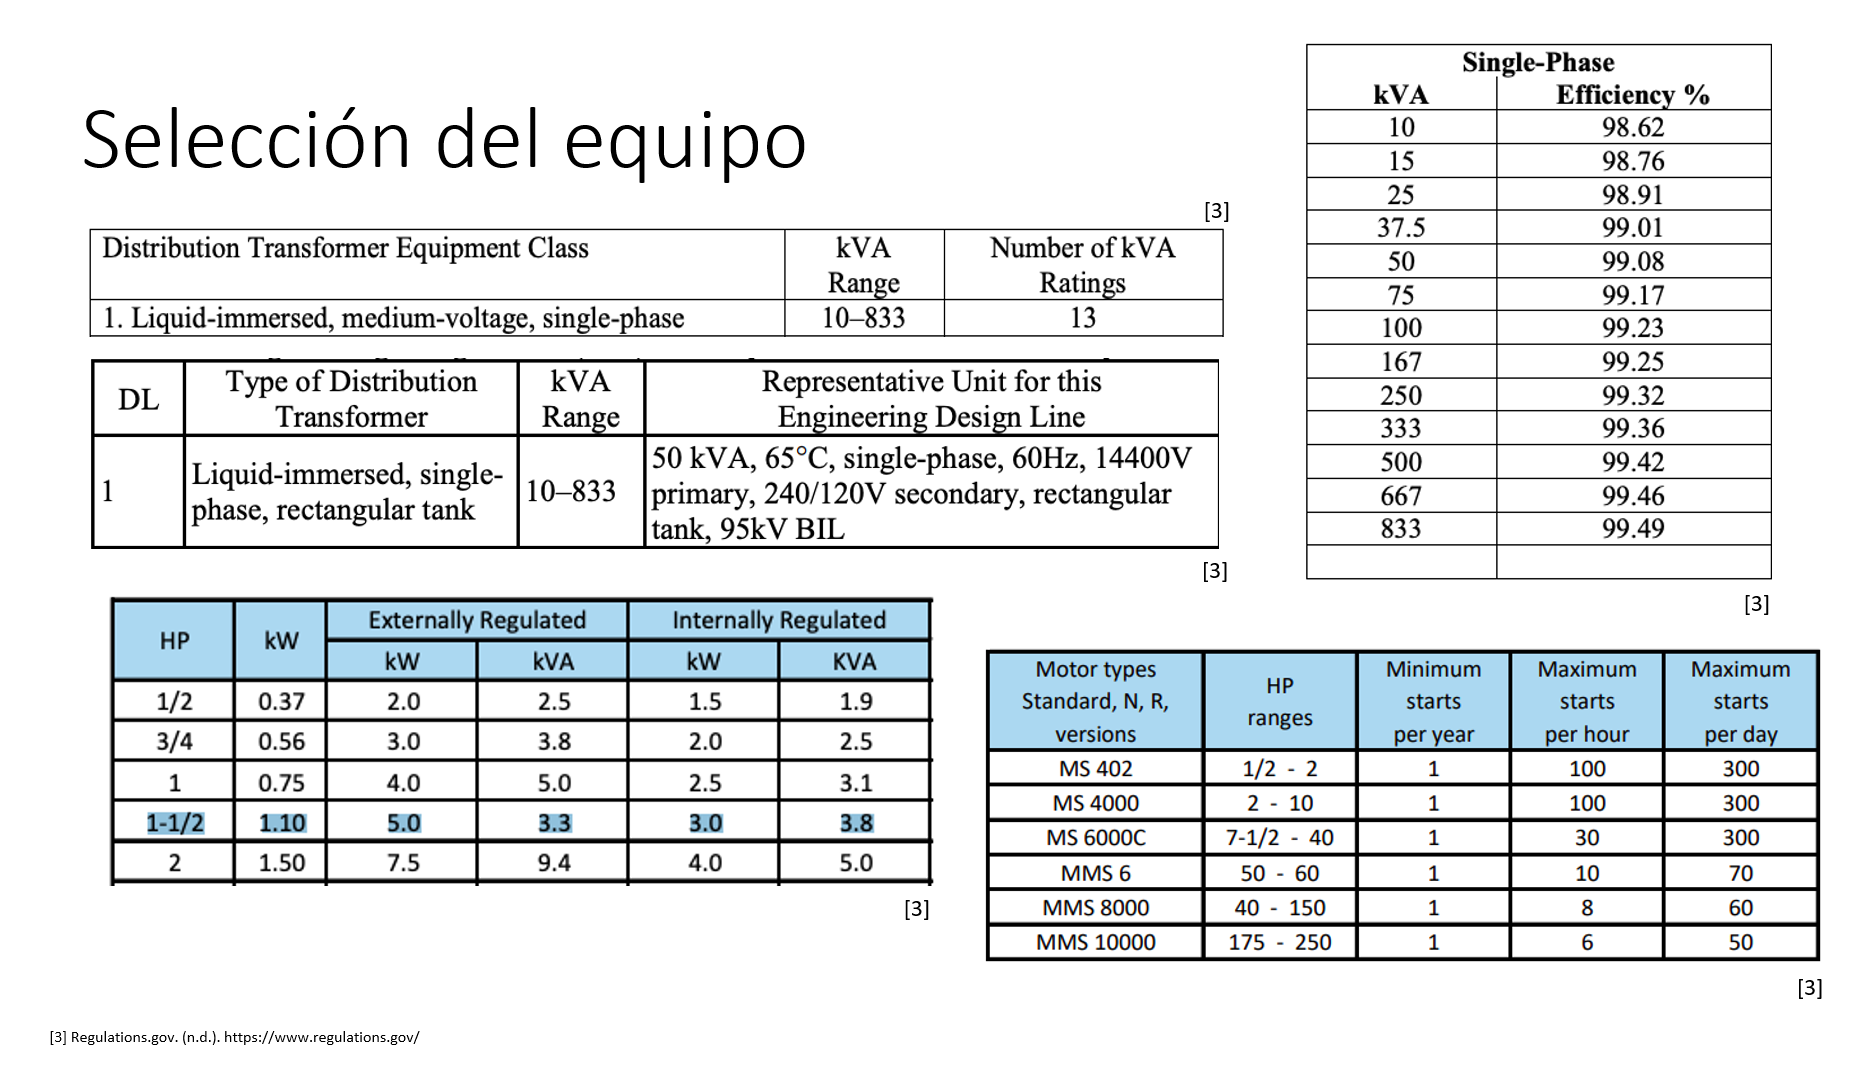 Selección del equipo
[3]
Distribution Transformer Equipment Class kVA Range Number of kVA Ratings
1. Liquid-immersed, medium-voltage, single-phase 10–833 13
DL Type of Distribution Transformer kVA Range Representative Unit for this Engineering Design Line
1 Liquid-immersed, single-phase, rectangular tank 10–833 50 kVA, 65°C, single-phase, 60Hz, 14400V primary, 240/120V secondary, rectangular tank, 95kV BIL
[3]
Single-Phase
kVA Efficiency %
10 98.62
15 98.76
25 98.91
37.5 99.01
50 99.08
75 99.17
100 99.23
167 99.25
250 99.32
333 99.36
500 99.42
667 99.46
833 99.49
[3]
HP kW Externally Regulated Internally Regulated
kW kVA kW KVA
1/2 0.37 2.0 2.5 1.5 1.9
3/4 0.56 3.0 3.8 2.0 2.5
1 0.75 4.0 5.0 2.5 3.1
1-1/2 1.10 5.0 3.3 3.0 3.8
2 1.50 7.5 9.4 4.0 5.0
[3]
Motor types Standard, N, R, versions HP ranges Minimum starts per year Maximum starts per hour Maximum starts per day
MS 402 1/2 - 2 1 100 300
MS 4000 2 - 10 1 100 300
MS 6000C 7-1/2 - 40 1 30 300
MMS 6 50 - 60 1 10 70
MMS 8000 40 - 150 1 8 60
MMS 10000 175 - 250 1 6 50
[3]
[3] Regulations.gov. (n.d.). https://www.regulations.gov/